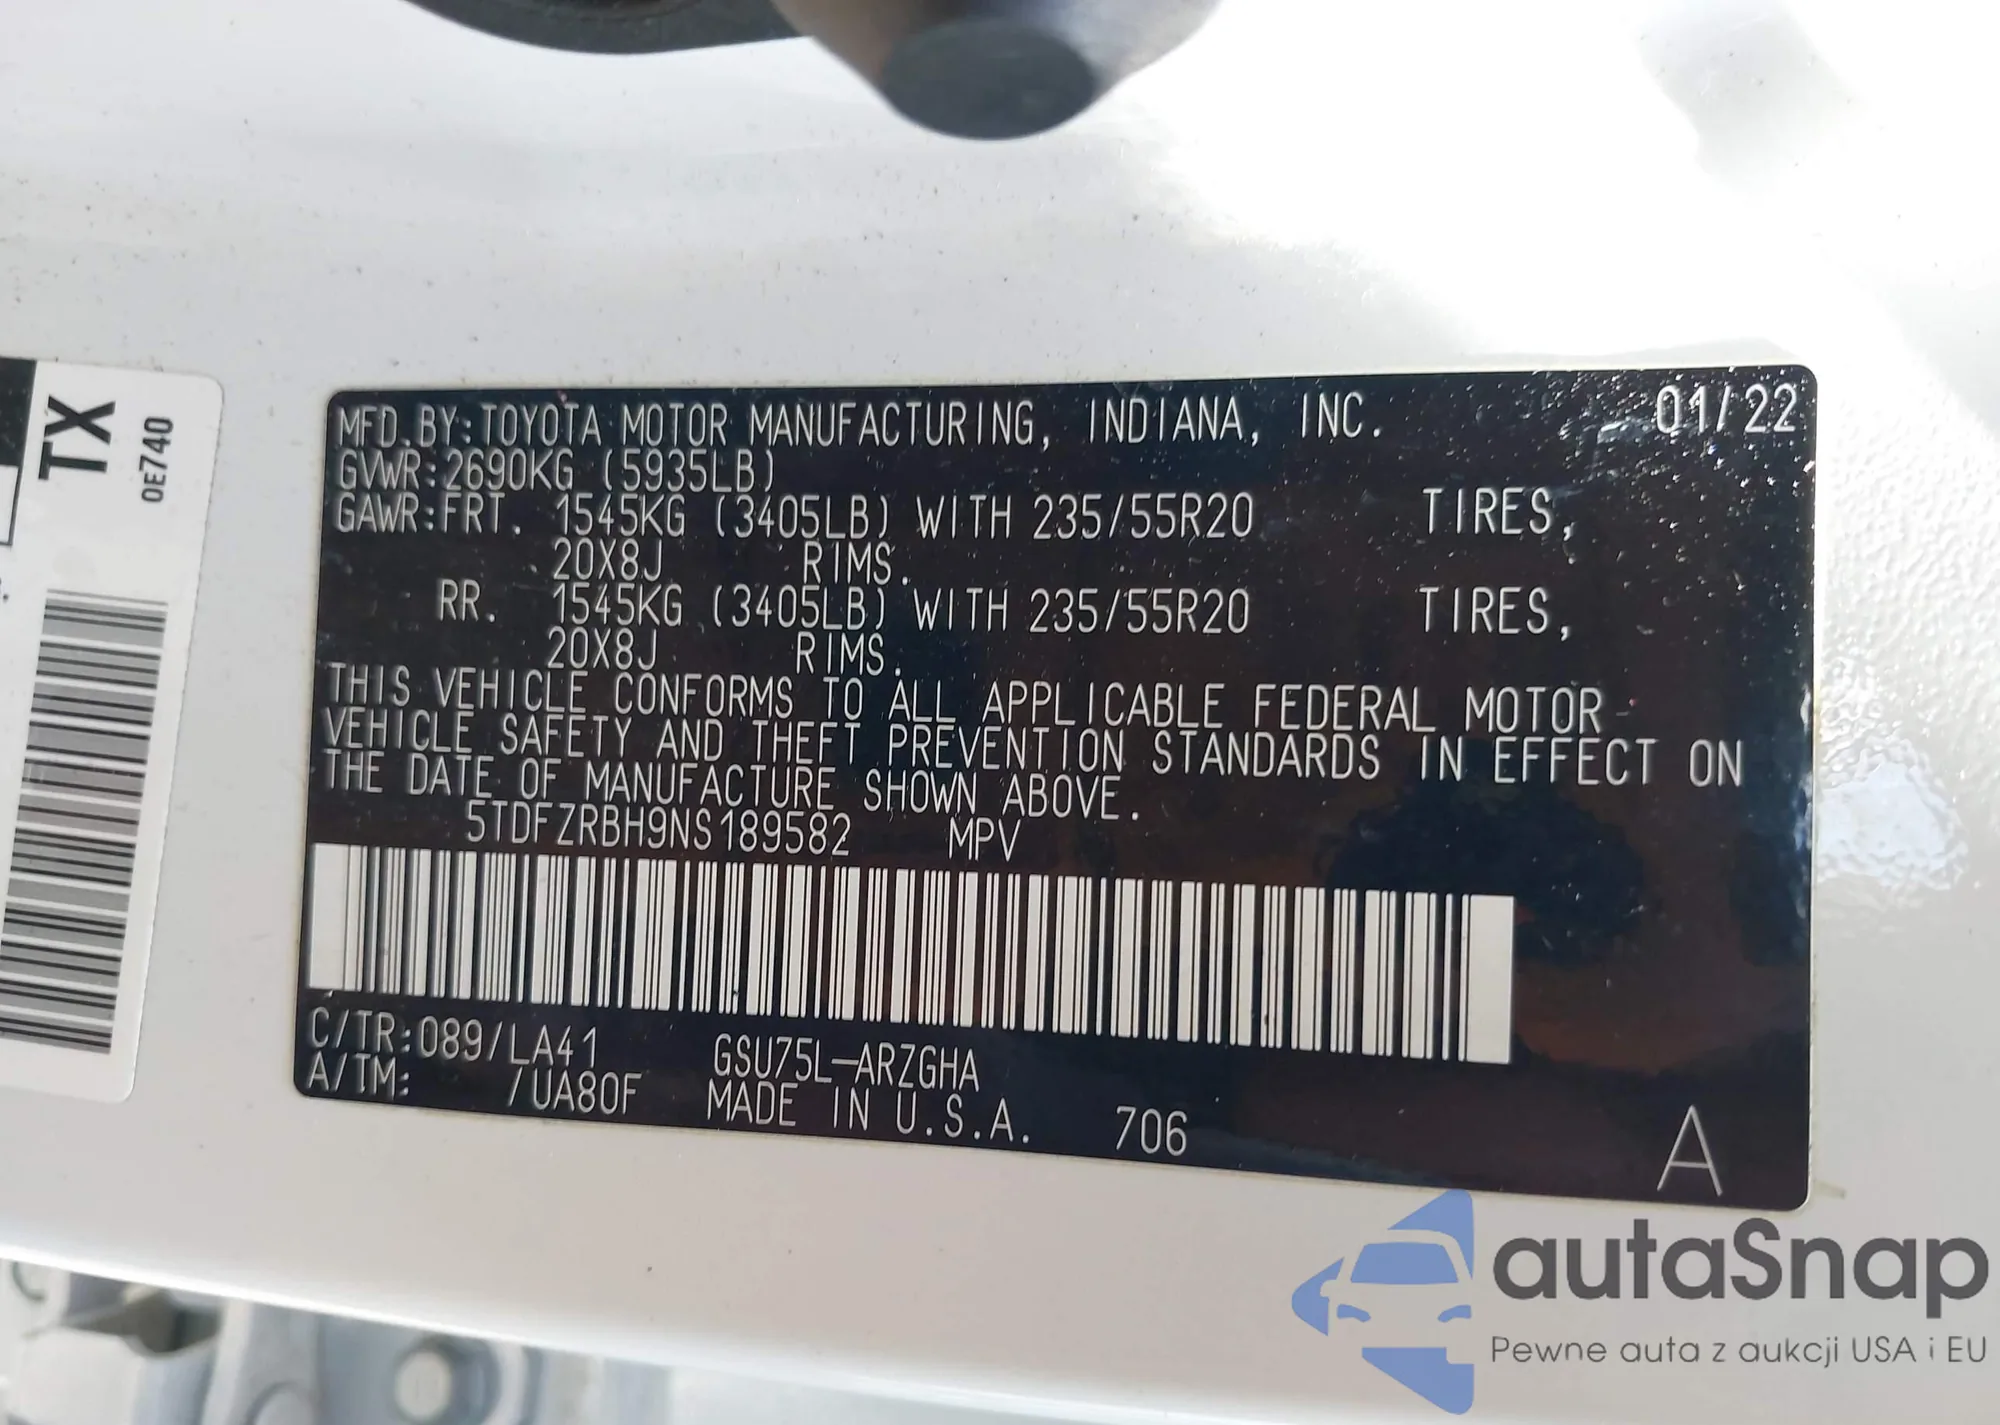 MFD.BY:TOYOTA MOTOR MANUFACTURING, INDIANA, INC. 01/22
GVWR:2690KG (5935LB)
GAWR:FRT. 1545KG (3405LB) WITH 235/55R20 TIRES,
20X8J RIMS.
RR. 1545KG (3405LB) WITH 235/55R20 TIRES,
20X8J RIMS.
THIS VEHICLE CONFORMS TO ALL APPLICABLE FEDERAL MOTOR
VEHICLE SAFETY AND THEFT PREVENTION STANDARDS IN EFFECT ON
THE DATE OF MANUFACTURE SHOWN ABOVE.
5TDFZRBH9NS189582 MPV
C/TR:089/LA41 GSU75L-ARZGHA
A/TM: /UA80F MADE IN U.S.A. 706 A
TX
0E740
autaSnap
Pewne auta z aukcji USA i EU